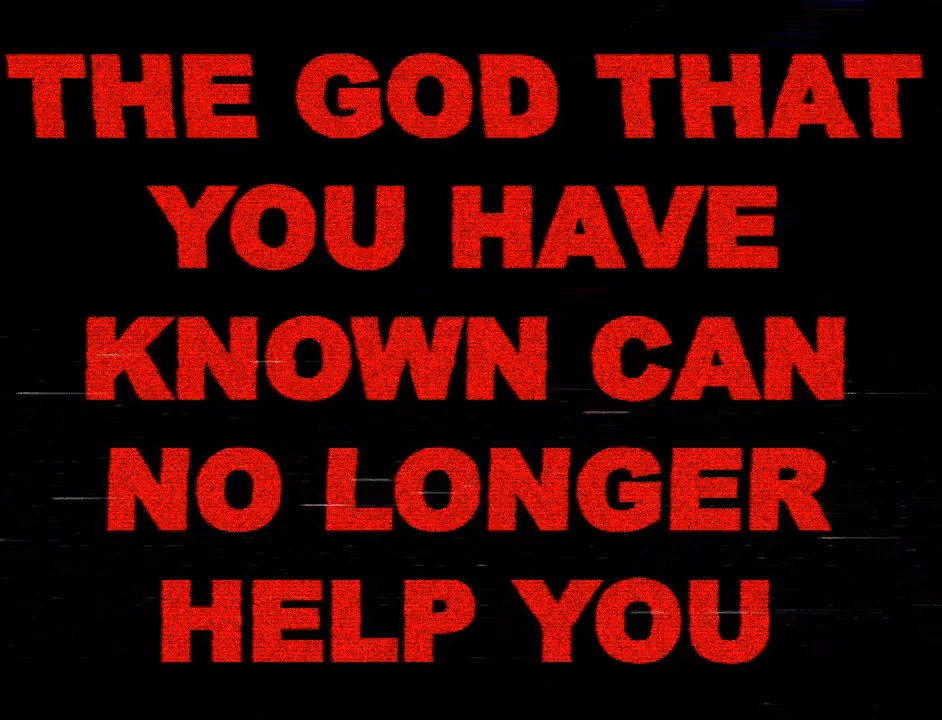 THE GOD THAT
YOU HAVE
KNOWN CAN
NO LONGER
HELP YOU